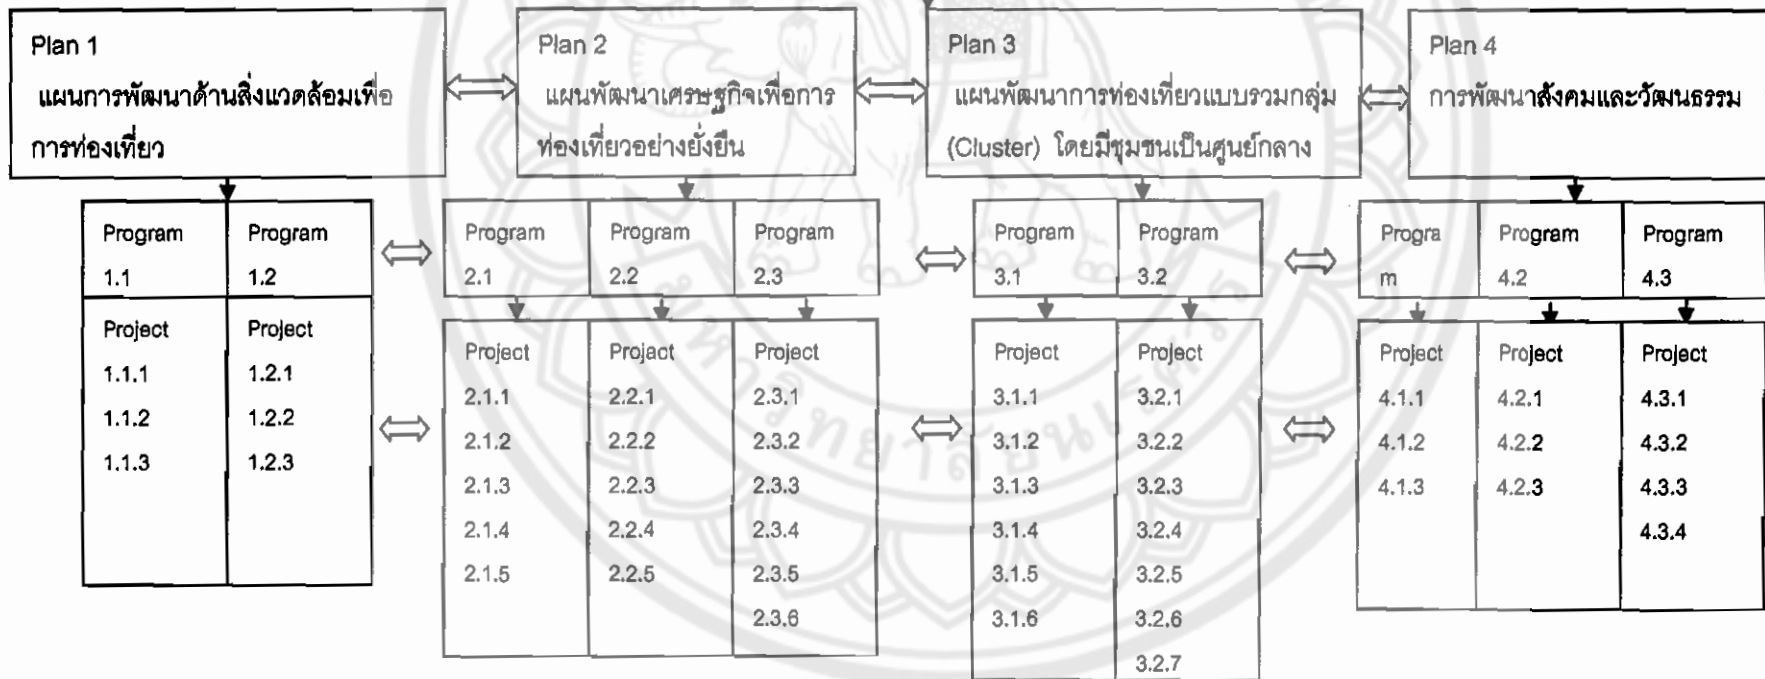 Plan 1
แผนการพัฒนาด้านสิ่งแวดล้อมเพื่อ
การท่องเที่ยว
Plan 2
แผนพัฒนาเศรษฐกิจเพื่อการ
ท่องเที่ยวอย่างยั่งยืน
Plan 3
แผนพัฒนาการท่องเที่ยวแบบรวมกลุ่ม
(Cluster) โดยมีชุมชนเป็นศูนย์กลาง
Plan 4
การพัฒนาสังคมและวัฒนธรรม
Program
1.1
Program
1.2
Program
2.1
Program
2.2
Program
2.3
Program
3.1
Program
3.2
Progra
m
Program
4.2
Program
4.3
Project
1.1.1
1.1.2
1.1.3
Project
1.2.1
1.2.2
1.2.3
Project
2.1.1
2.1.2
2.1.3
2.1.4
2.1.5
Project
2.2.1
2.2.2
2.2.3
2.2.4
2.2.5
Project
2.3.1
2.3.2
2.3.3
2.3.4
2.3.5
2.3.6
Project
3.1.1
3.1.2
3.1.3
3.1.4
3.1.5
3.1.6
Project
3.2.1
3.2.2
3.2.3
3.2.4
3.2.5
3.2.6
3.2.7
Project
4.1.1
4.1.2
4.1.3
Project
4.2.1
4.2.2
4.2.3
Project
4.3.1
4.3.2
4.3.3
4.3.4
มหาวิทยาลัยนเรศวร